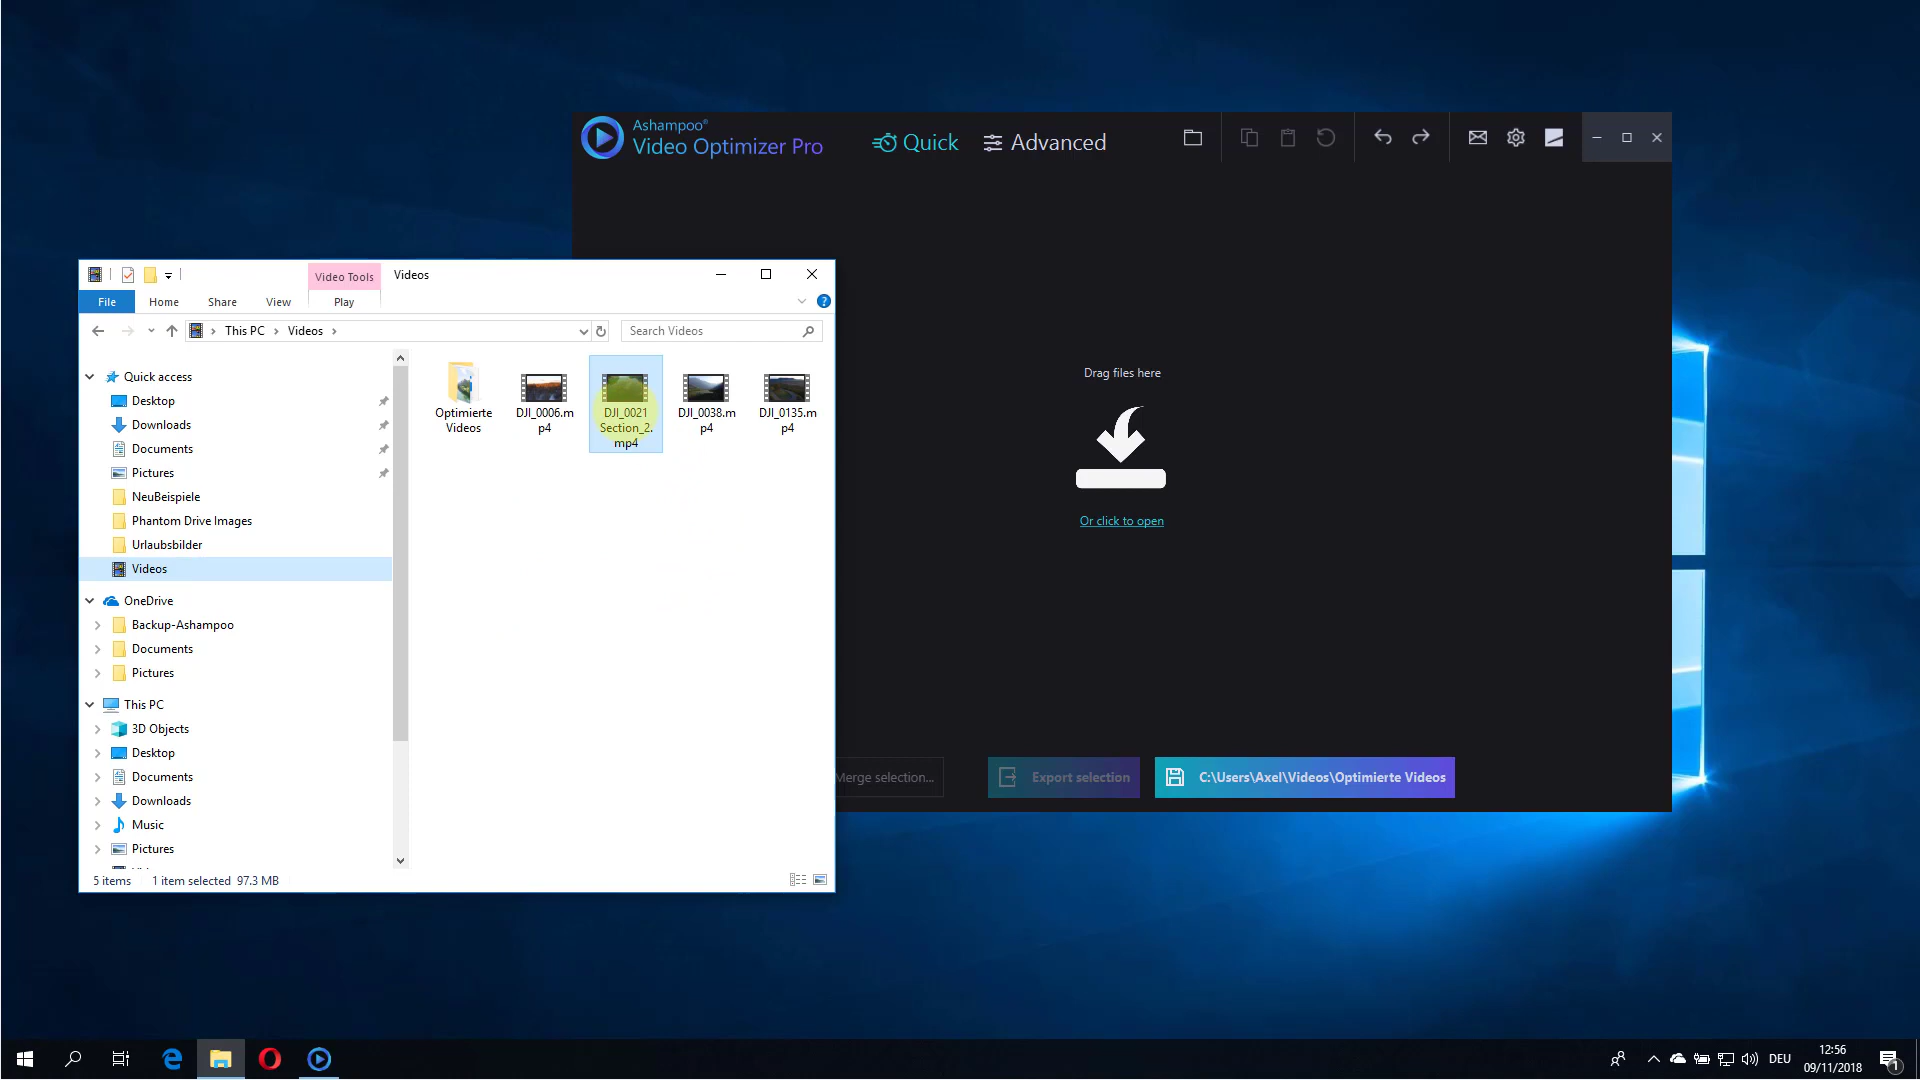 Ashampoo®
Video Optimizer Pro
Quick
Advanced
Video Tools
Videos
File
Home
Share
View
Play
This PC
Videos
Search Videos
Quick access
Desktop
Downloads
Documents
Pictures
NeuBeispiele
Phantom Drive Images
Urlaubsbilder
Videos
OneDrive
Backup-Ashampoo
Documents
Pictures
This PC
3D Objects
Desktop
Documents
Downloads
Music
Pictures
Optimierte
Videos
DJI_0006.m
p4
DJI_0021
Section_2.
mp4
DJI_0038.m
p4
DJI_0135.m
p4
5 items
1 item selected 97.3 MB
Drag files here
Or click to open
Merge selection...
Export selection
C:\Users\Axel\Videos\Optimierte Videos
DEU
12:56
09/11/2018
1